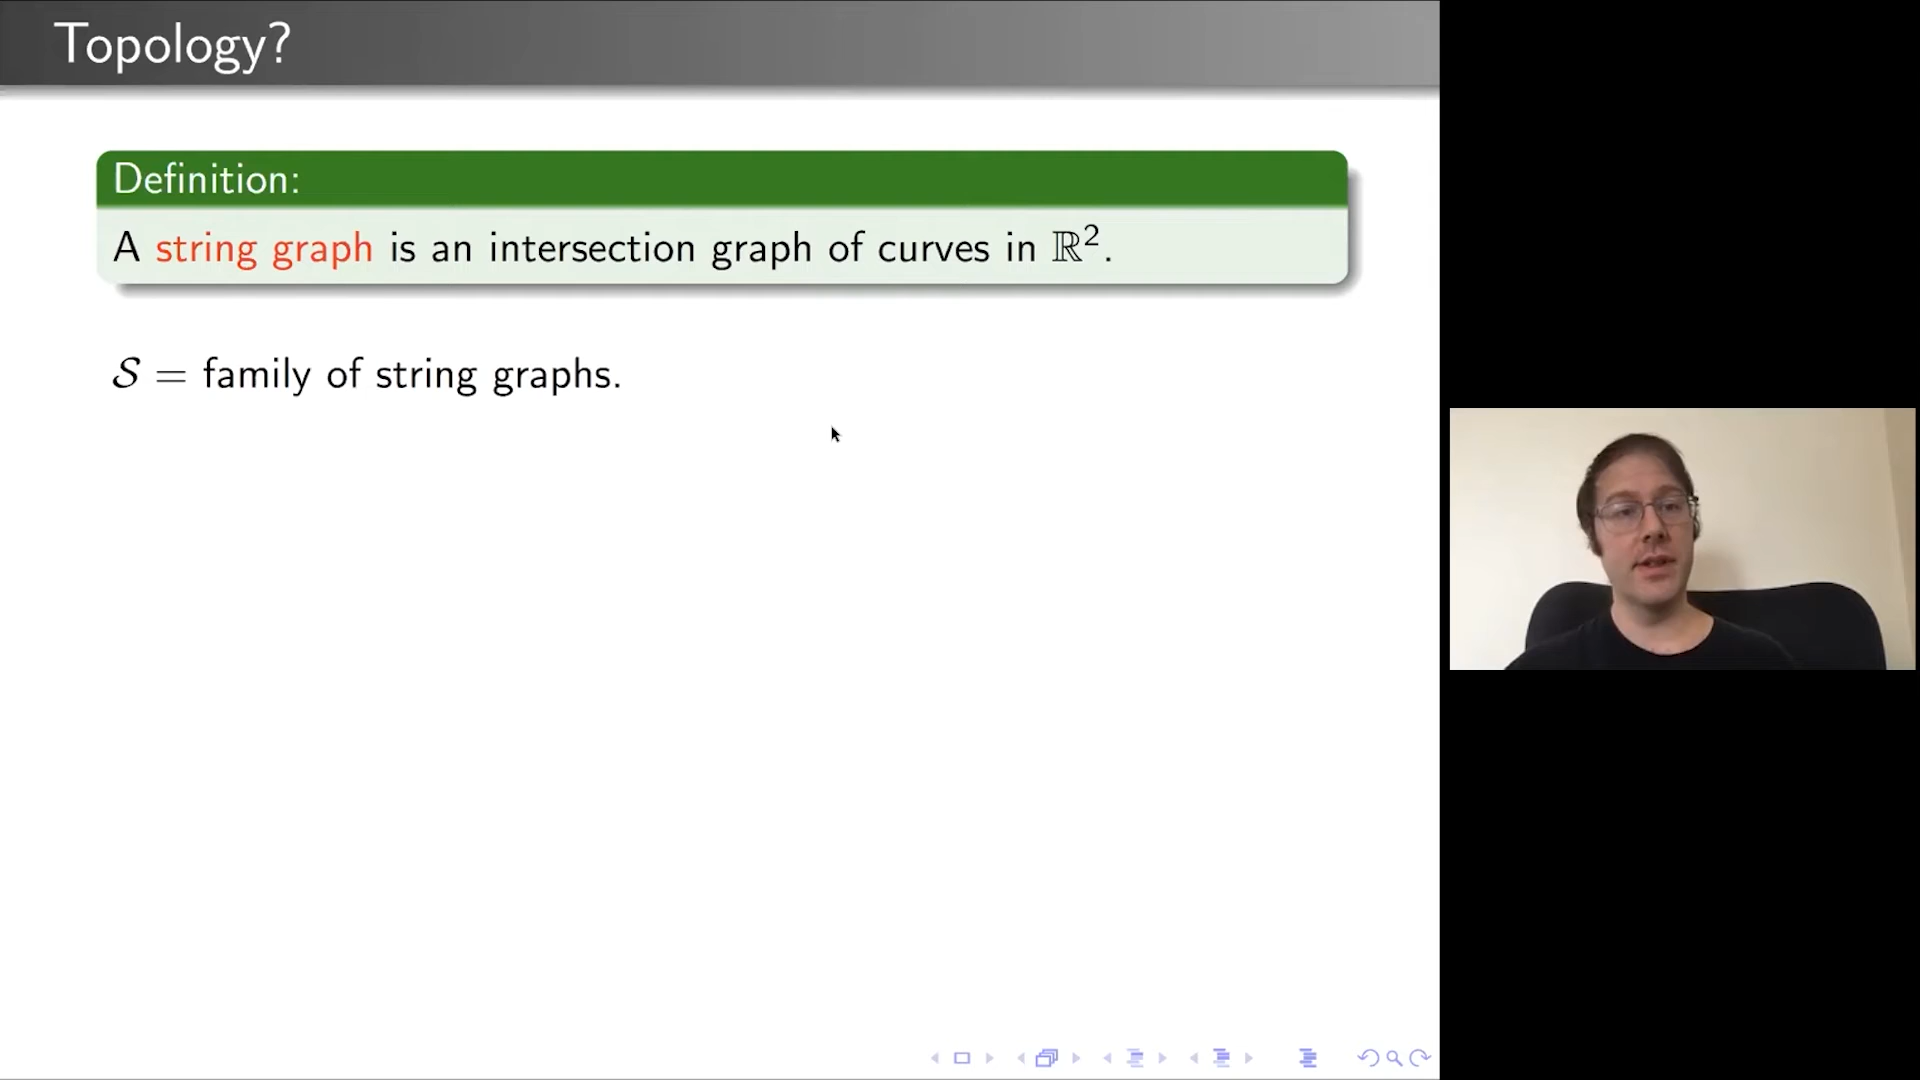 Topology?
Definition:
A string graph is an intersection graph of curves in ℝ².
𝒮 = family of string graphs.